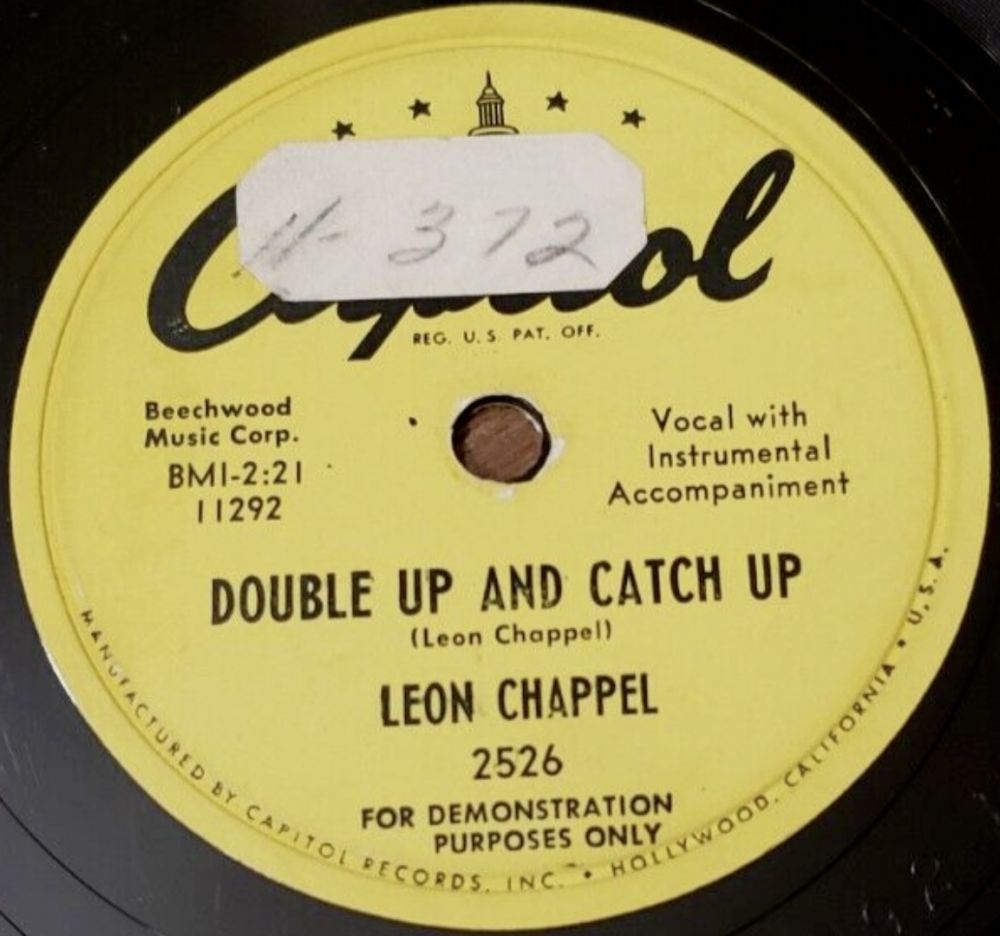 Capitol
H- 372
REG. U.S. PAT. OFF.
Beechwood
Music Corp.
BMI-2:21
11292
Vocal with
Instrumental
Accompaniment
DOUBLE UP AND CATCH UP
(Leon Chappel)
LEON CHAPPEL
2526
FOR DEMONSTRATION
PURPOSES ONLY
MANUFACTURED BY CAPITOL RECORDS, INC. • HOLLYWOOD, CALIFORNIA • U.S.A.